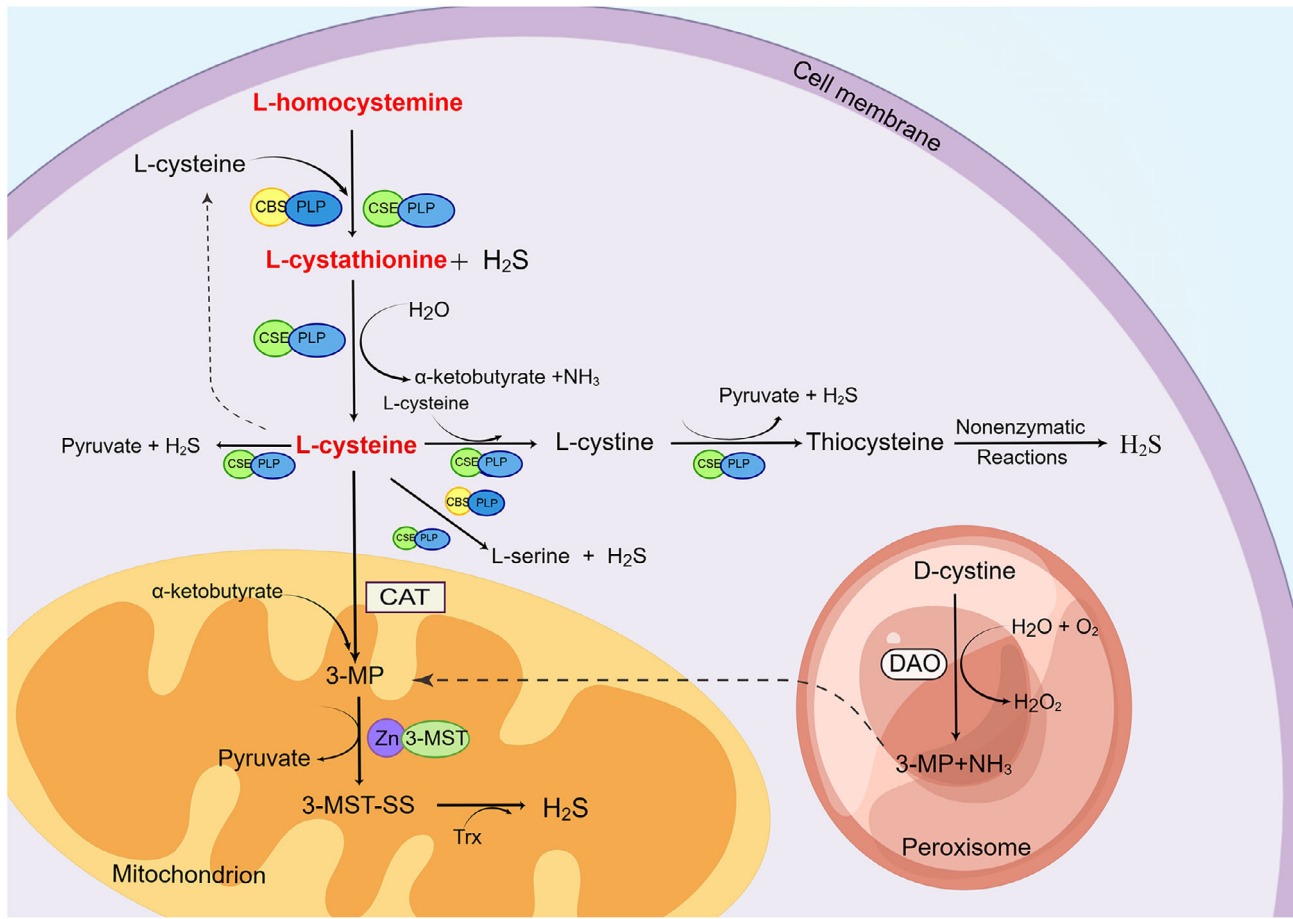 Cell membrane
L-homocystemine
L-cysteine
CBS PLP CSE PLP
L-cystathionine + H₂S
H2O
CSE PLP
α-ketobutyrate +NH₃
L-cysteine
Pyruvate + H₂S
Pyruvate + H₂S
L-cysteine
L-cystine
Thiocysteine
Nonenzymatic
Reactions
H₂S
CSE PLP
CSE PLP
CSE PLP
CBS PLP
CSE PLP
L-serine + H₂S
α-ketobutyrate
CAT
3-MP
Zn 3-MST
Pyruvate
3-MST-SS
H₂S
Trx
Mitochondrion
D-cystine
H2O + O₂
DAO
H2O₂
3-MP+NH₃
Peroxisome